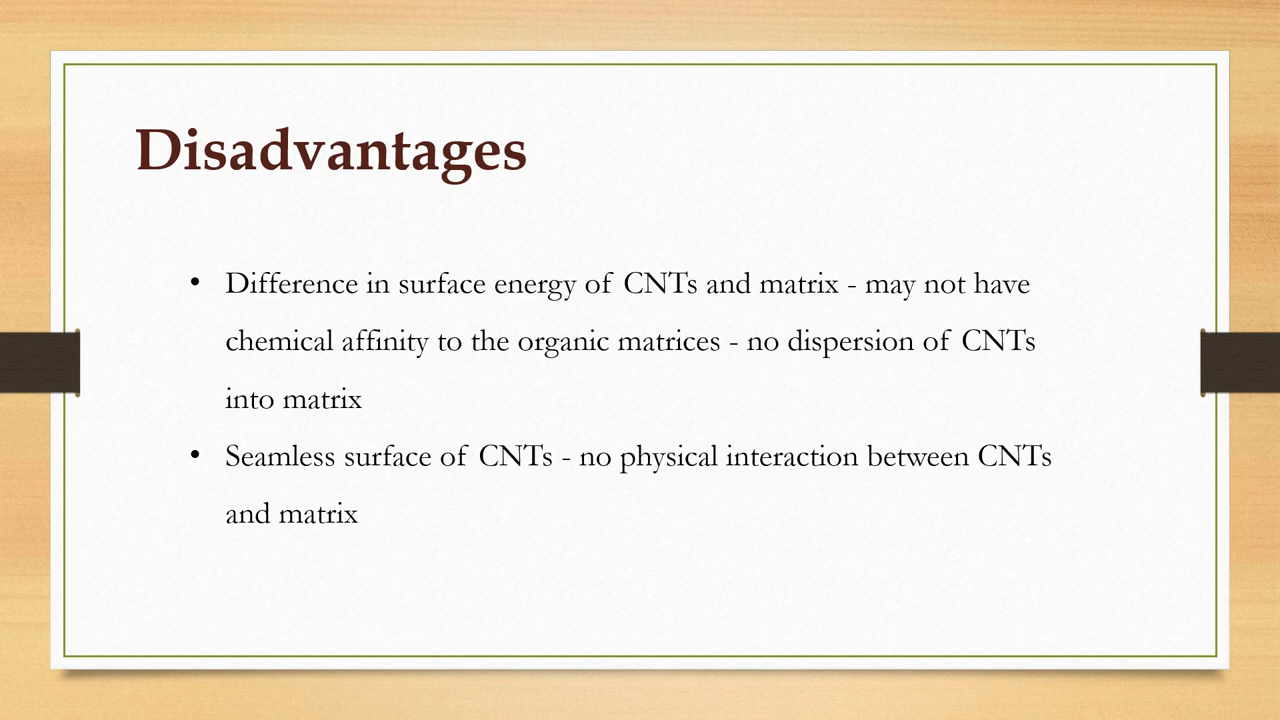 Disadvantages
• Difference in surface energy of CNTs and matrix - may not have
chemical affinity to the organic matrices - no dispersion of CNTs
into matrix
• Seamless surface of CNTs - no physical interaction between CNTs
and matrix